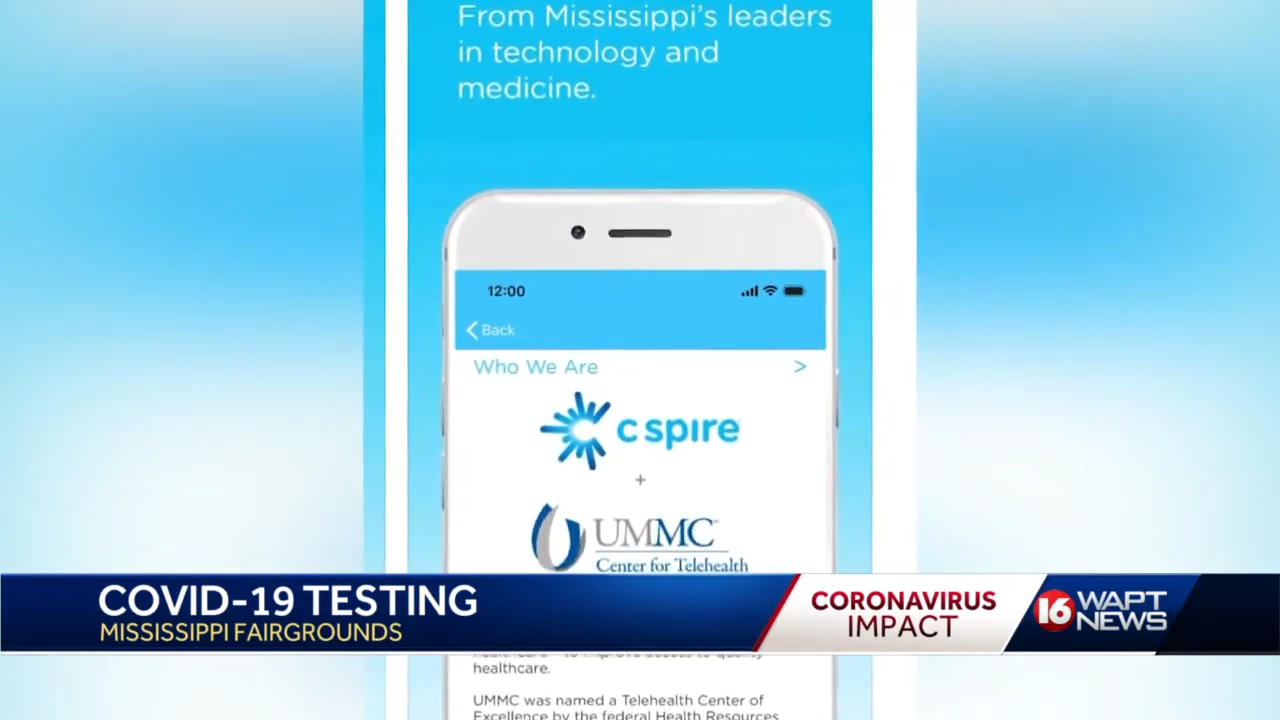 From Mississippi's leaders
in technology and
medicine.
12:00
Back
Who We Are >
c spire
+
UMMC
Center for Telehealth
COVID-19 TESTING
MISSISSIPPI FAIRGROUNDS
CORONAVIRUS
IMPACT
16 WAPT
NEWS
healthcare.
UMMC was named a Telehealth Center of
Excellence by the federal Health Resources